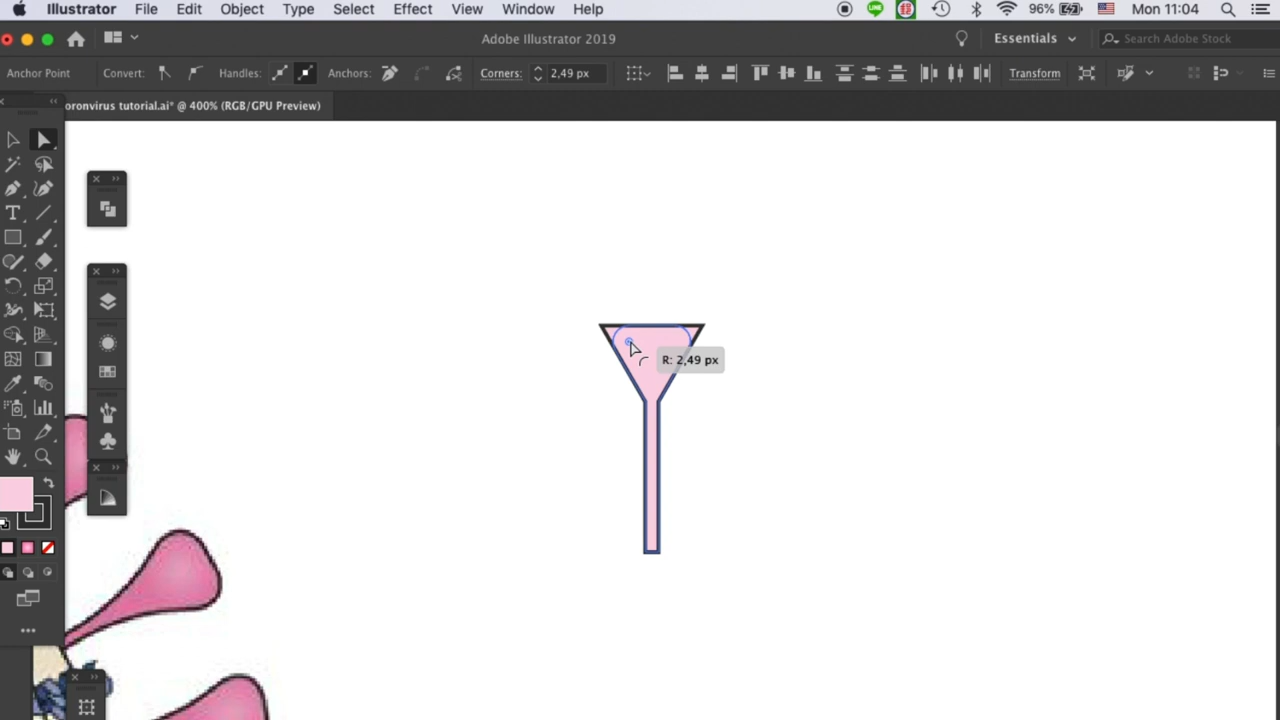 Illustrator File Edit Object Type Select Effect View Window Help 96% Mon 11:04
Adobe Illustrator 2019 Essentials Search Adobe Stock
Anchor Point Convert: Handles: Anchors: Corners: 2,49 px Transform
oronvirus tutorial.ai* @ 400% (RGB/GPU Preview)
R: 2,49 px